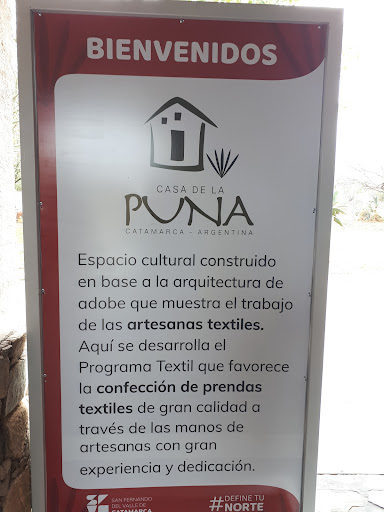 BIENVENIDOS
CASA DE LA
PUNA
CATAMARCA - ARGENTINA
Espacio cultural construido
en base a la arquitectura de
adobe que muestra el trabajo
de las artesanas textiles.
Aquí se desarrolla el
Programa Textil que favorece
la confección de prendas
textiles de gran calidad a
través de las manos de
artesanas con gran
experiencia y dedicación.
SAN FERNANDO
DEL VALLE DE
CATAMARCA
#DEFINE TU
NORTE